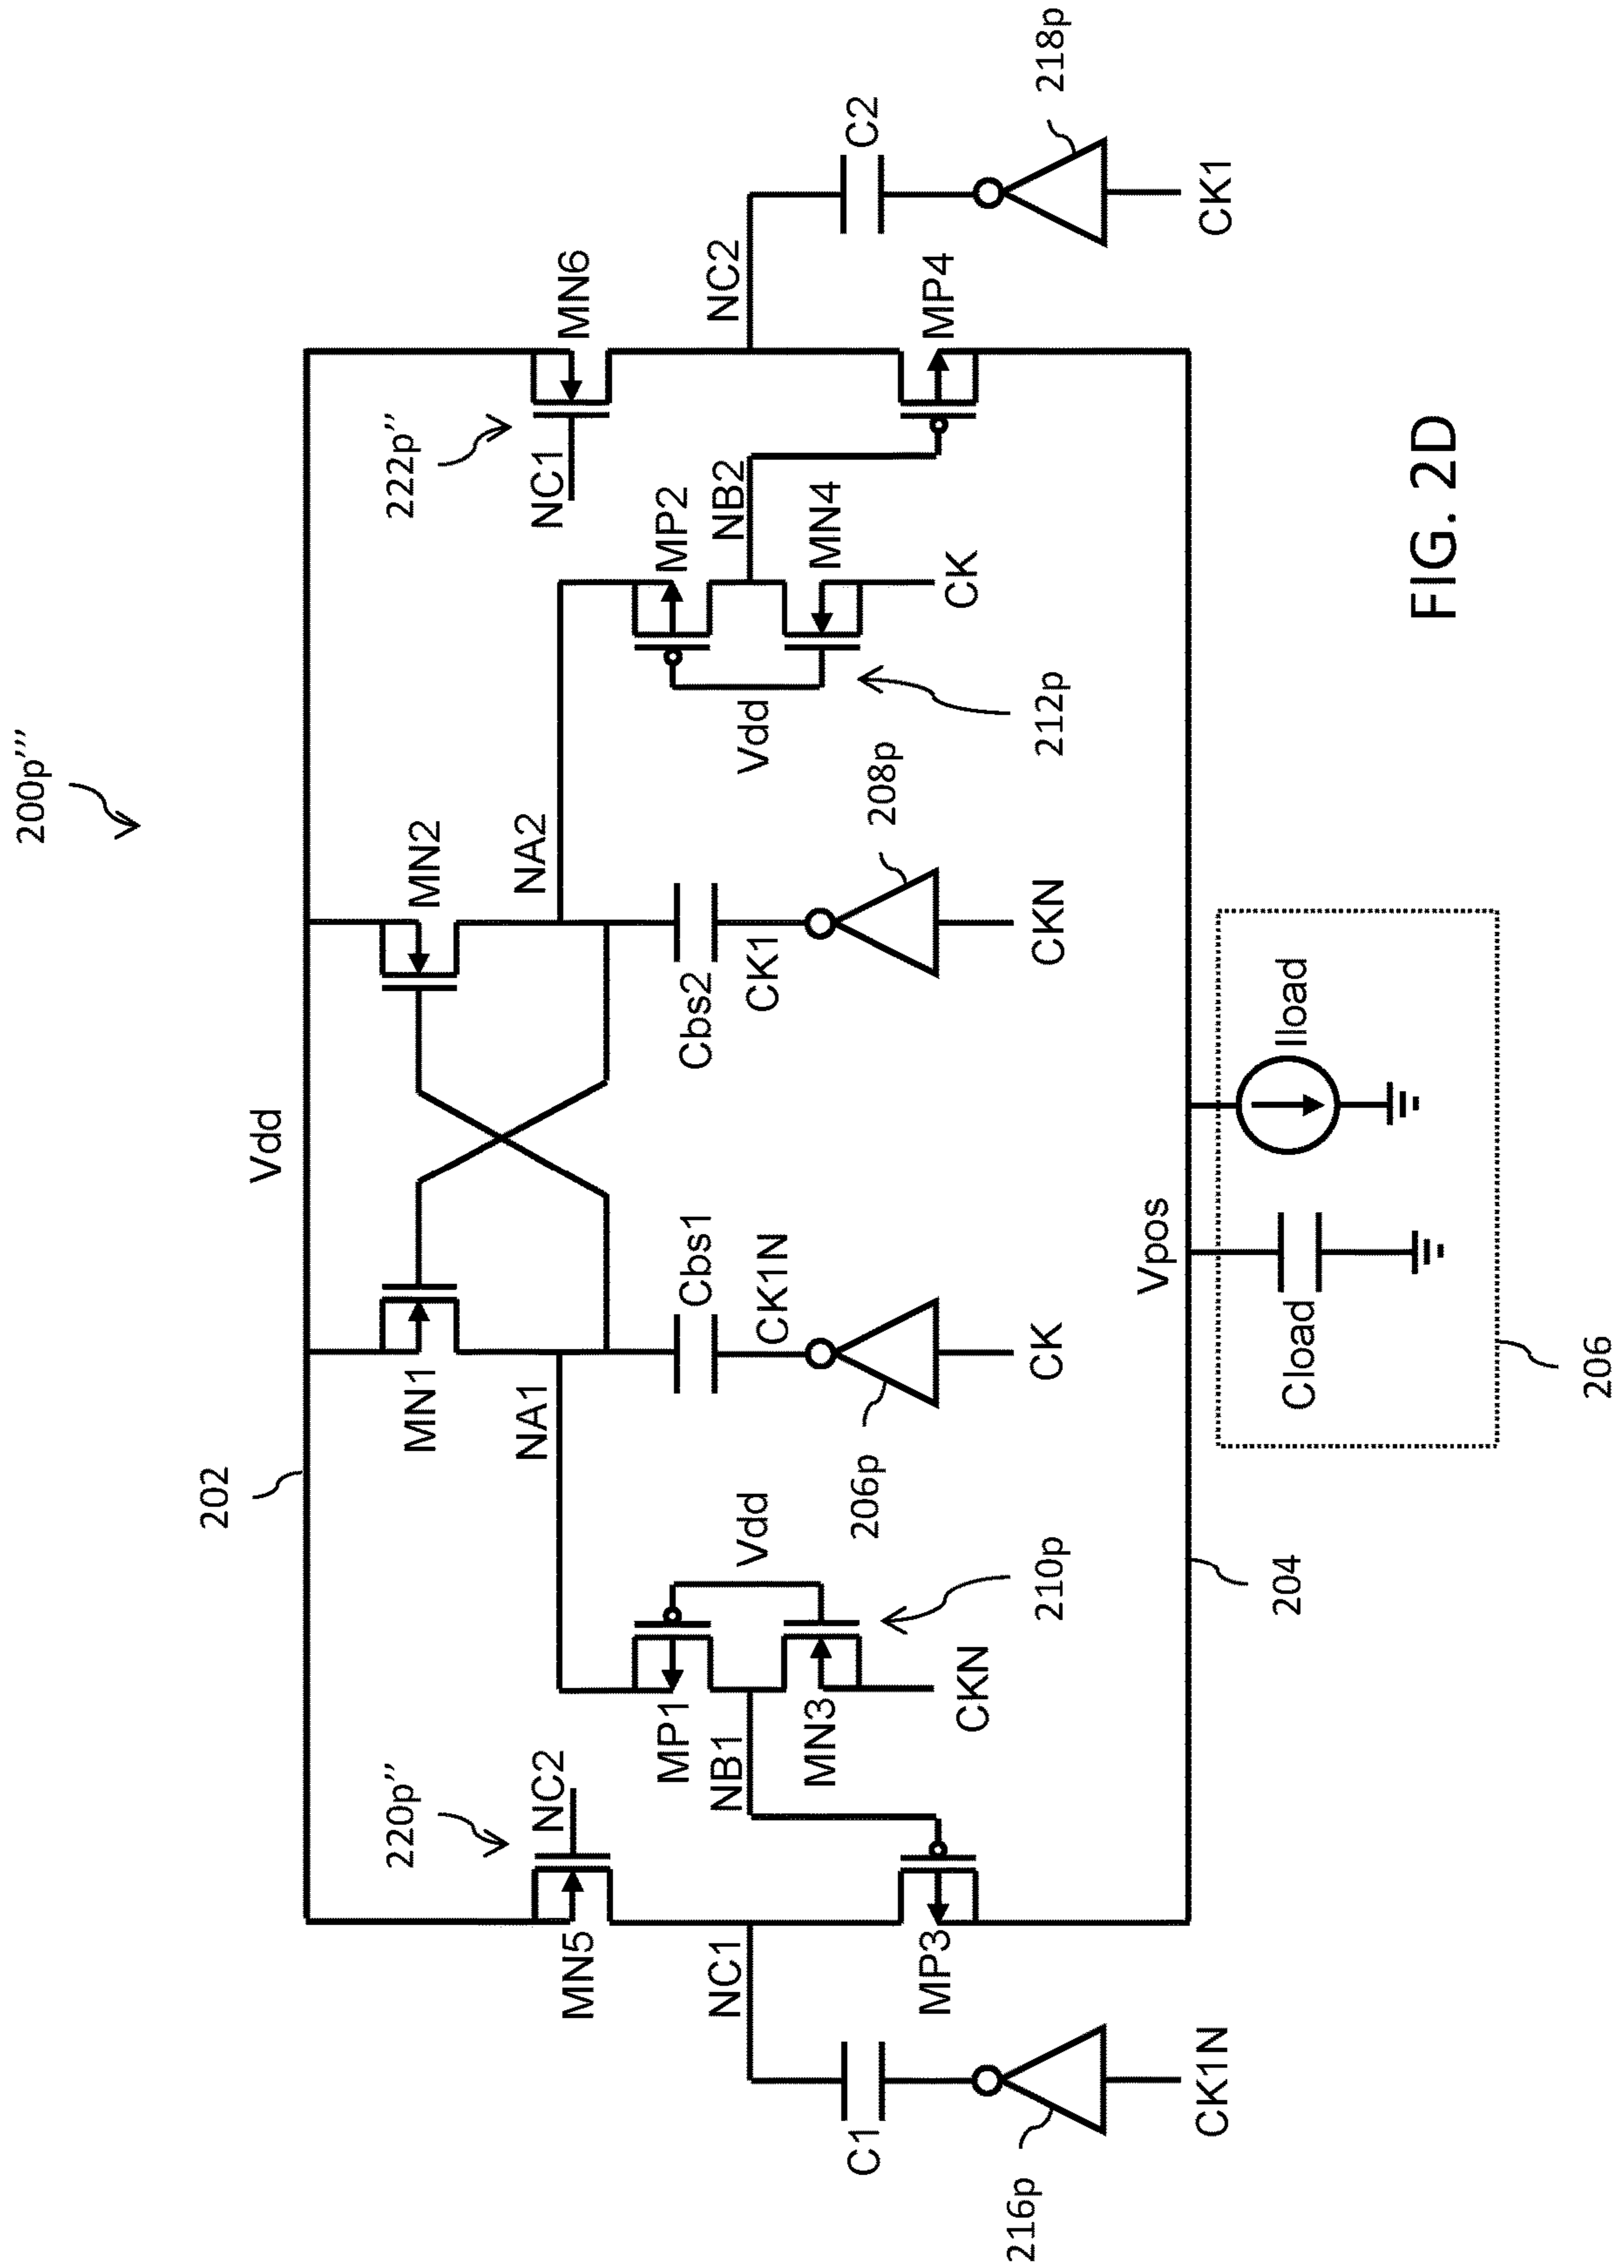 200p'''
202
Vdd
220p''
NC2
MN5
MN1
MN2
222p''
NC1
MN6
NA1
NA2
MP1
Vdd
Cbs1
Cbs2
Vdd
MP2
NC1
NB1
CK1N
CK1
NB2
NC2
C1
MN3
206p
208p
MN4
C2
MP3
CKN
210p
CK
CKN
212p
CK
MP4
218p
216p
CK1N
Vpos
CK1
204
Cload
Iload
206
FIG. 2D